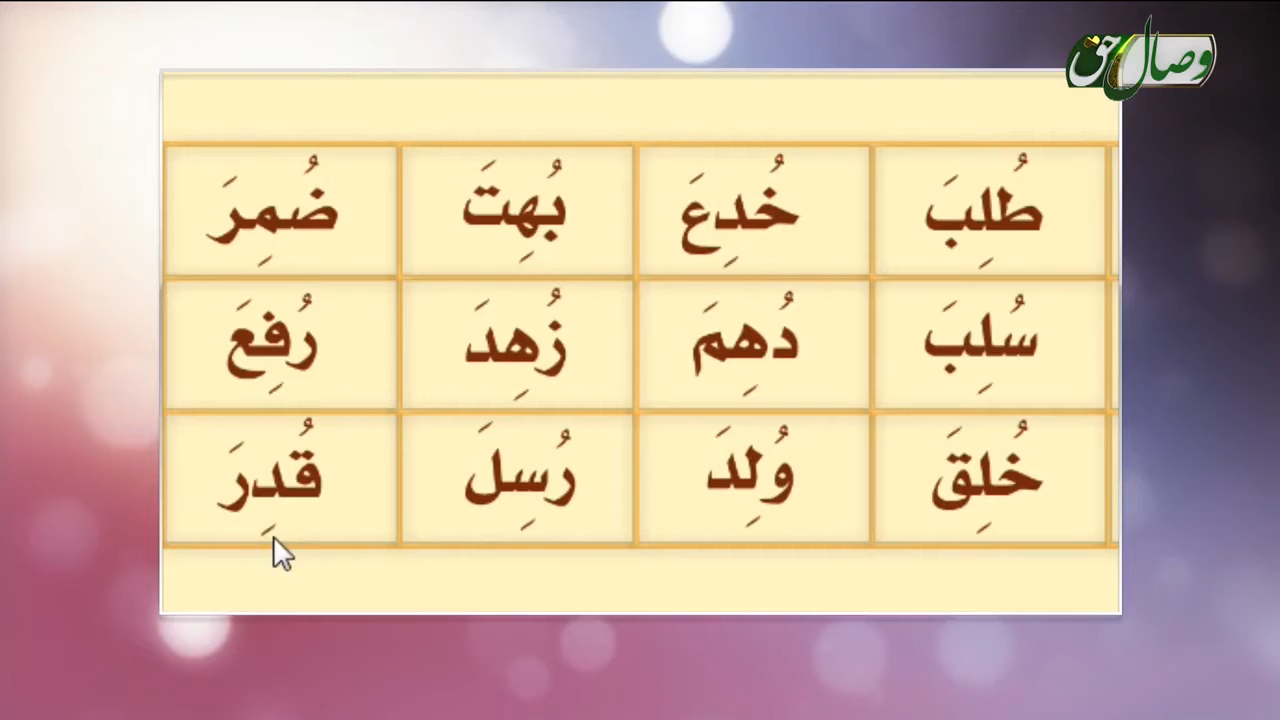 وصال حق
طُلِبَ خُدِعَ بُهِتَ ضُمِرَ
سُلِبَ دُهِمَ زُهِدَ رُفِعَ
خُلِقَ وُلِدَ رُسِلَ قُدِرَ